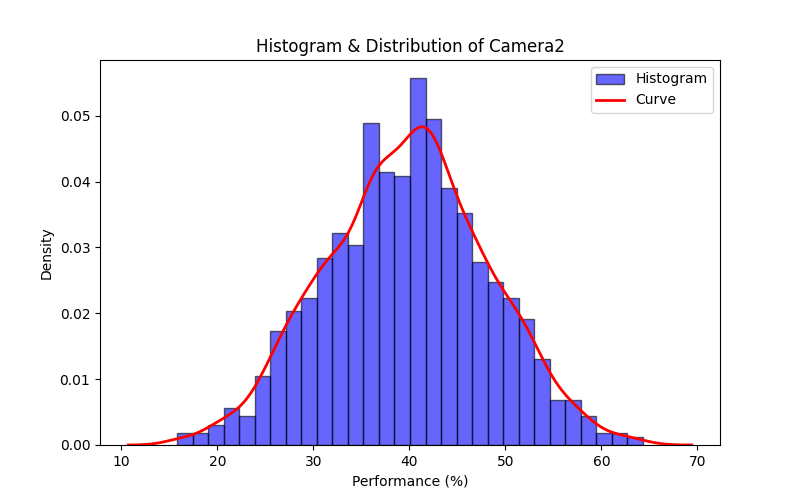 Histogram & Distribution of Camera2
Histogram
Curve
Density
0.05
0.04
0.03
0.02
0.01
0.00
10 20 30 40 50 60 70
Performance (%)